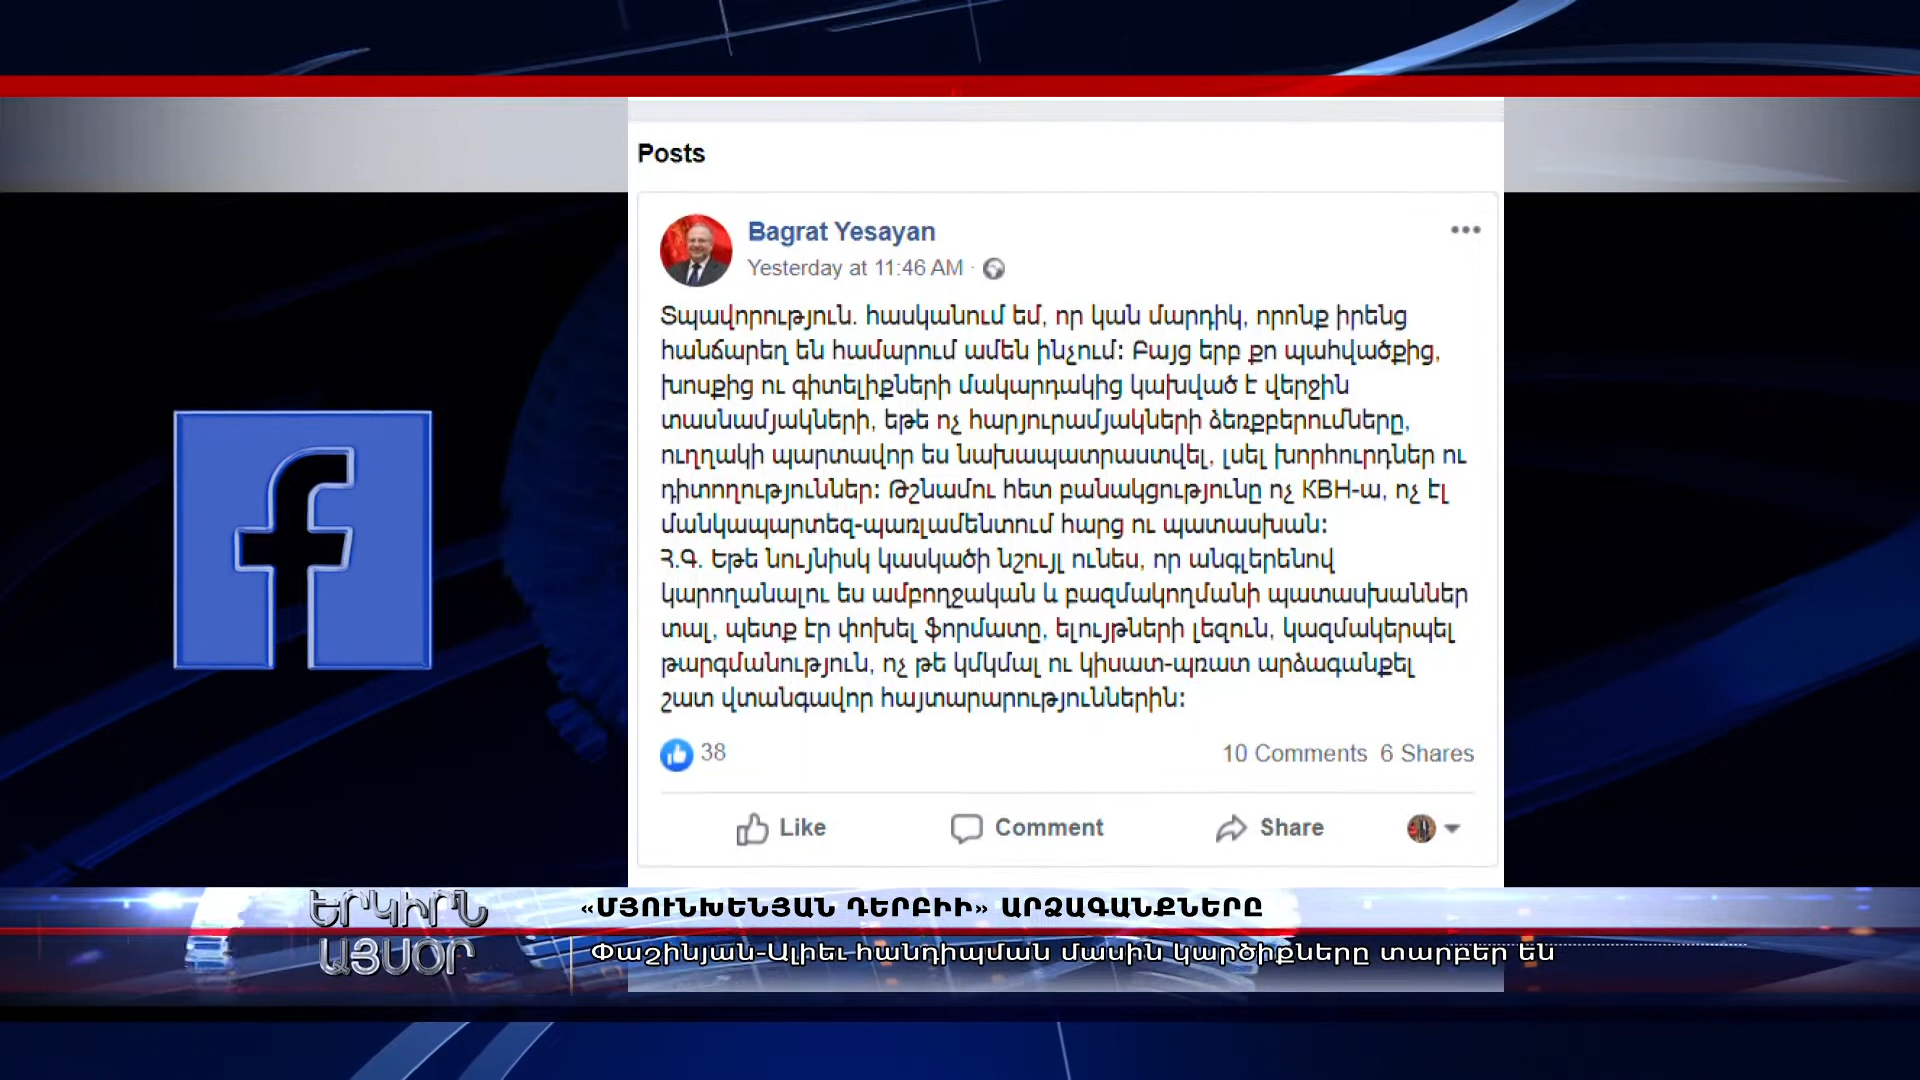 Posts
Bagrat Yesayan
Yesterday at 11:46 AM ·
Տպավորություն. հասկանում եմ, որ կան մարդիկ, որոնք իրենց
հանճարեղ են համարում ամեն ինչում: Բայց երբ քո պահվածքից,
խոսքից ու գիտելիքների մակարդակից կախված է վերջին
տասնամյակների, եթե ոչ հարյուրամյակների ձեռքբերումները,
ուղղակի պարտավոր ես նախապատրաստվել, լսել խորհուրդներ ու
դիտողություններ: Թշնամու հետ բանակցությունը ոչ КВН-ա, ոչ էլ
մանկապարտեզ-պառլամենտում հարց ու պատասխան:
Հ.Գ. Եթե նույնիսկ կասկածի նշույլ ունես, որ անգլերենով
կարողանալու ես ամբողջական և բազմակողմանի պատասխաններ
տալ, պետք էր փոխել ֆորմատը, ելույթների լեզուն, կազմակերպել
թարգմանություն, ոչ թե կմկմալ ու կիսատ-պռատ արձագանքել
շատ վտանգավոր հայտարարություններին:
38
10 Comments 6 Shares
Like Comment Share
ԵՐԿԻՐՆ
ԱՅՍՕՐ
«ՄՅՈՒՆԽԵՆՅԱՆ ԴԵՐԲԻԻ» ԱՐՁԱԳԱՆՔՆԵՐԸ
Փաշինյան-Ալիեւ հանդիպման մասին կարծիքները տարբեր են